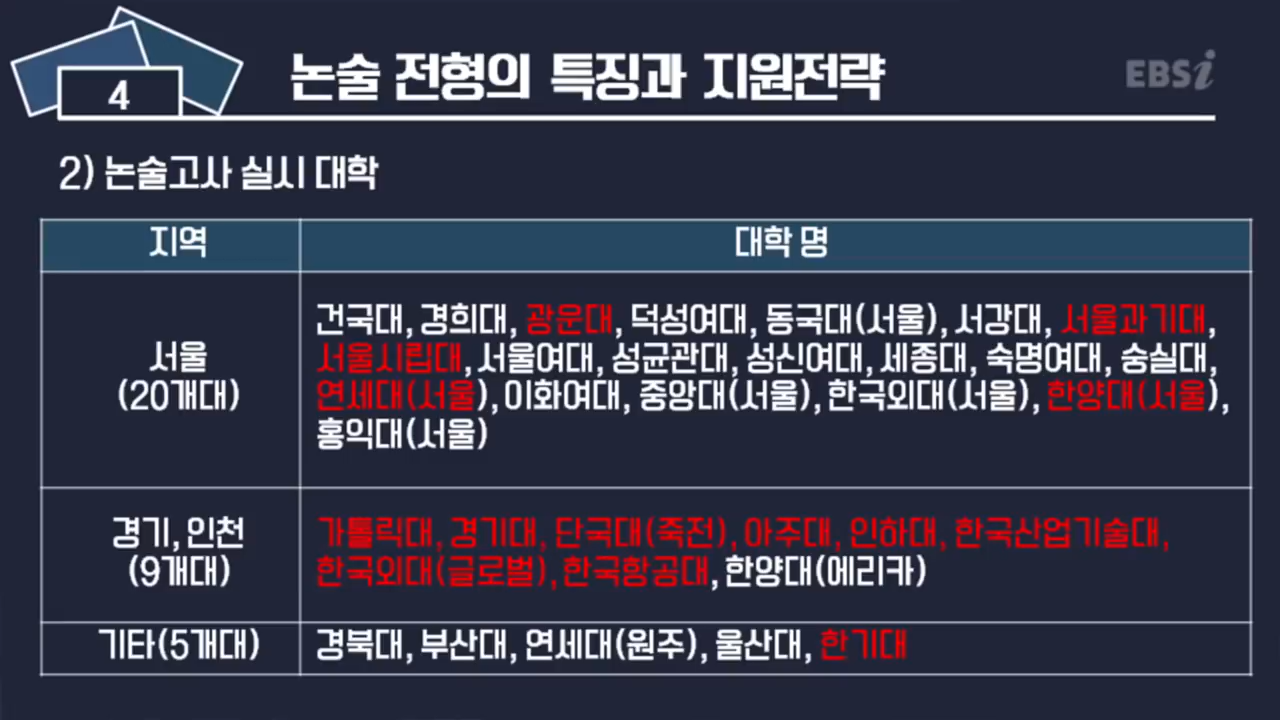 4
논술 전형의 특징과 지원전략
EBSi
2) 논술고사 실시 대학
지역
대학 명
서울
(20개대)
건국대, 경희대, 광운대, 덕성여대, 동국대(서울), 서강대, 서울과기대,
서울시립대, 서울여대, 성균관대, 성신여대, 세종대, 숙명여대, 숭실대,
연세대(서울), 이화여대, 중앙대(서울), 한국외대(서울), 한양대(서울),
홍익대(서울)
경기, 인천
(9개대)
가톨릭대, 경기대, 단국대(죽전), 아주대, 인하대, 한국산업기술대,
한국외대(글로벌), 한국항공대, 한양대(에리카)
기타(5개대)
경북대, 부산대, 연세대(원주), 울산대, 한기대